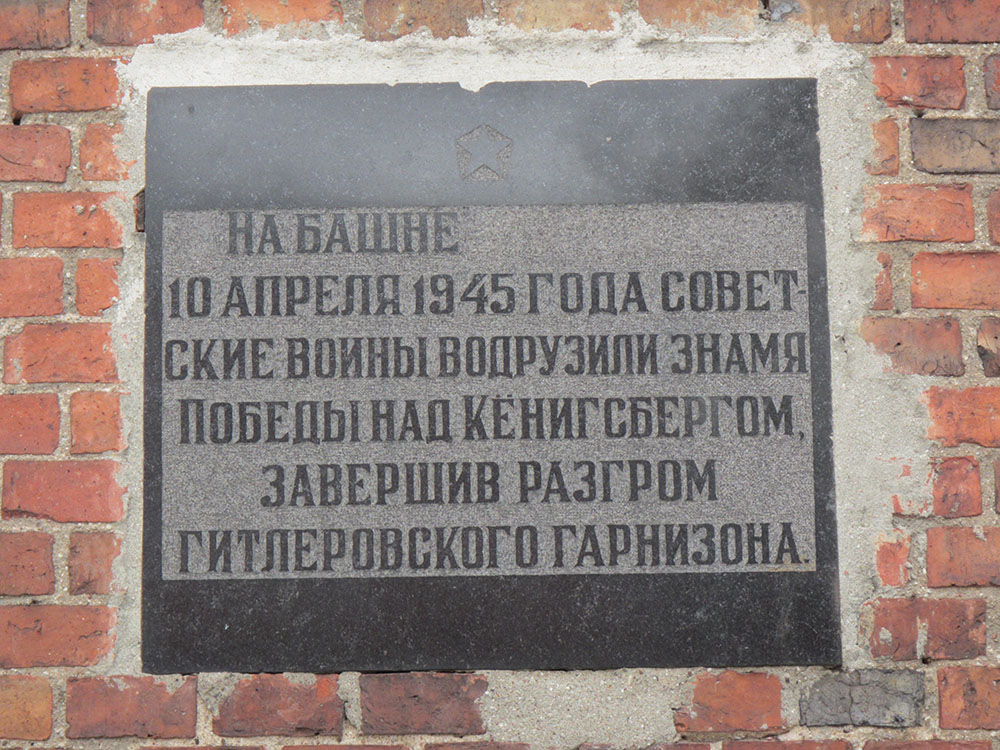 НА БАШНЕ
10 АПРЕЛЯ 1945 ГОДА СОВЕТ-
СКИЕ ВОИНЫ ВОДРУЗИЛИ ЗНАМЯ
ПОБЕДЫ НАД КЁНИГСБЕРГОМ,
ЗАВЕРШИВ РАЗГРОМ
ГИТЛЕРОВСКОГО ГАРНИЗОНА.